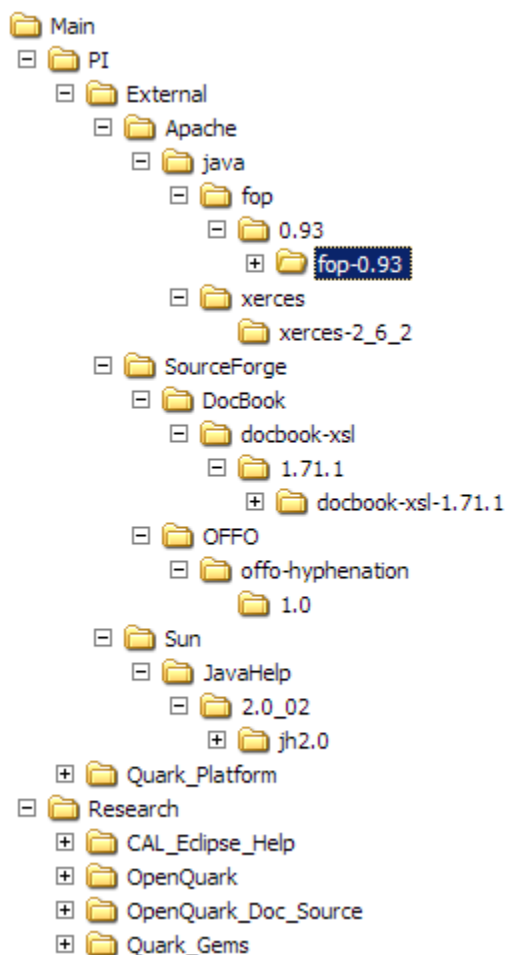 Main
PI
External
Apache
java
fop
0.93
fop-0.93
xerces
xerces-2_6_2
SourceForge
DocBook
docbook-xsl
1.71.1
docbook-xsl-1.71.1
OFFO
offo-hyphenation
1.0
Sun
JavaHelp
2.0_02
jh2.0
Quark_Platform
Research
CAL_Eclipse_Help
OpenQuark
OpenQuark_Doc_Source
Quark_Gems